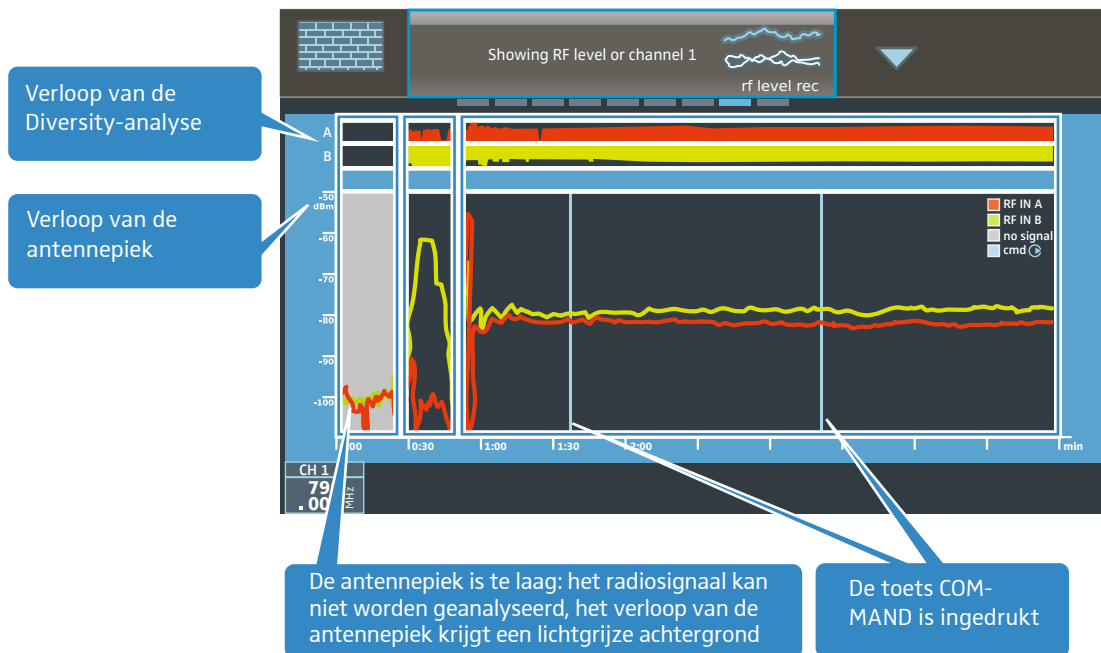 Showing RF level or channel 1
rf level rec
Verloop van de
Diversity-analyse
A
B
Verloop van de
antennepiek
-50
dBm
-60
-70
-80
-90
-100
RF IN A
RF IN B
no signal
cmd
0:30
1:00
1:30
2:00
min
CH 1
79
.00
MHz
De antennepiek is te laag: het radiosignaal kan
niet worden geanalyseerd, het verloop van de
antennepiek krijgt een lichtgrijze achtergrond
De toets COM-
MAND is ingedrukt